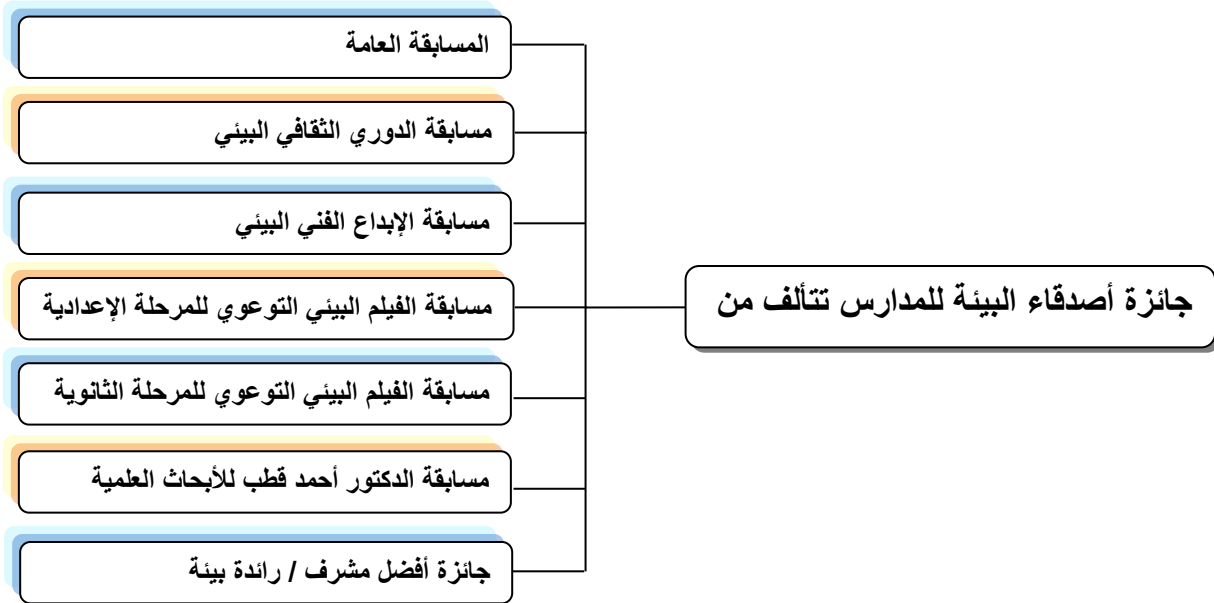 جائزة أصدقاء البيئة للمدارس تتألف من
المسابقة العامة
مسابقة الدوري الثقافي البيئي
مسابقة الإبداع الفني البيئي
مسابقة الفيلم البيئي التوعوي للمرحلة الإعدادية
مسابقة الفيلم البيئي التوعوي للمرحلة الثانوية
مسابقة الدكتور أحمد قطب للأبحاث العلمية
جائزة أفضل مشرف / رائدة بيئة